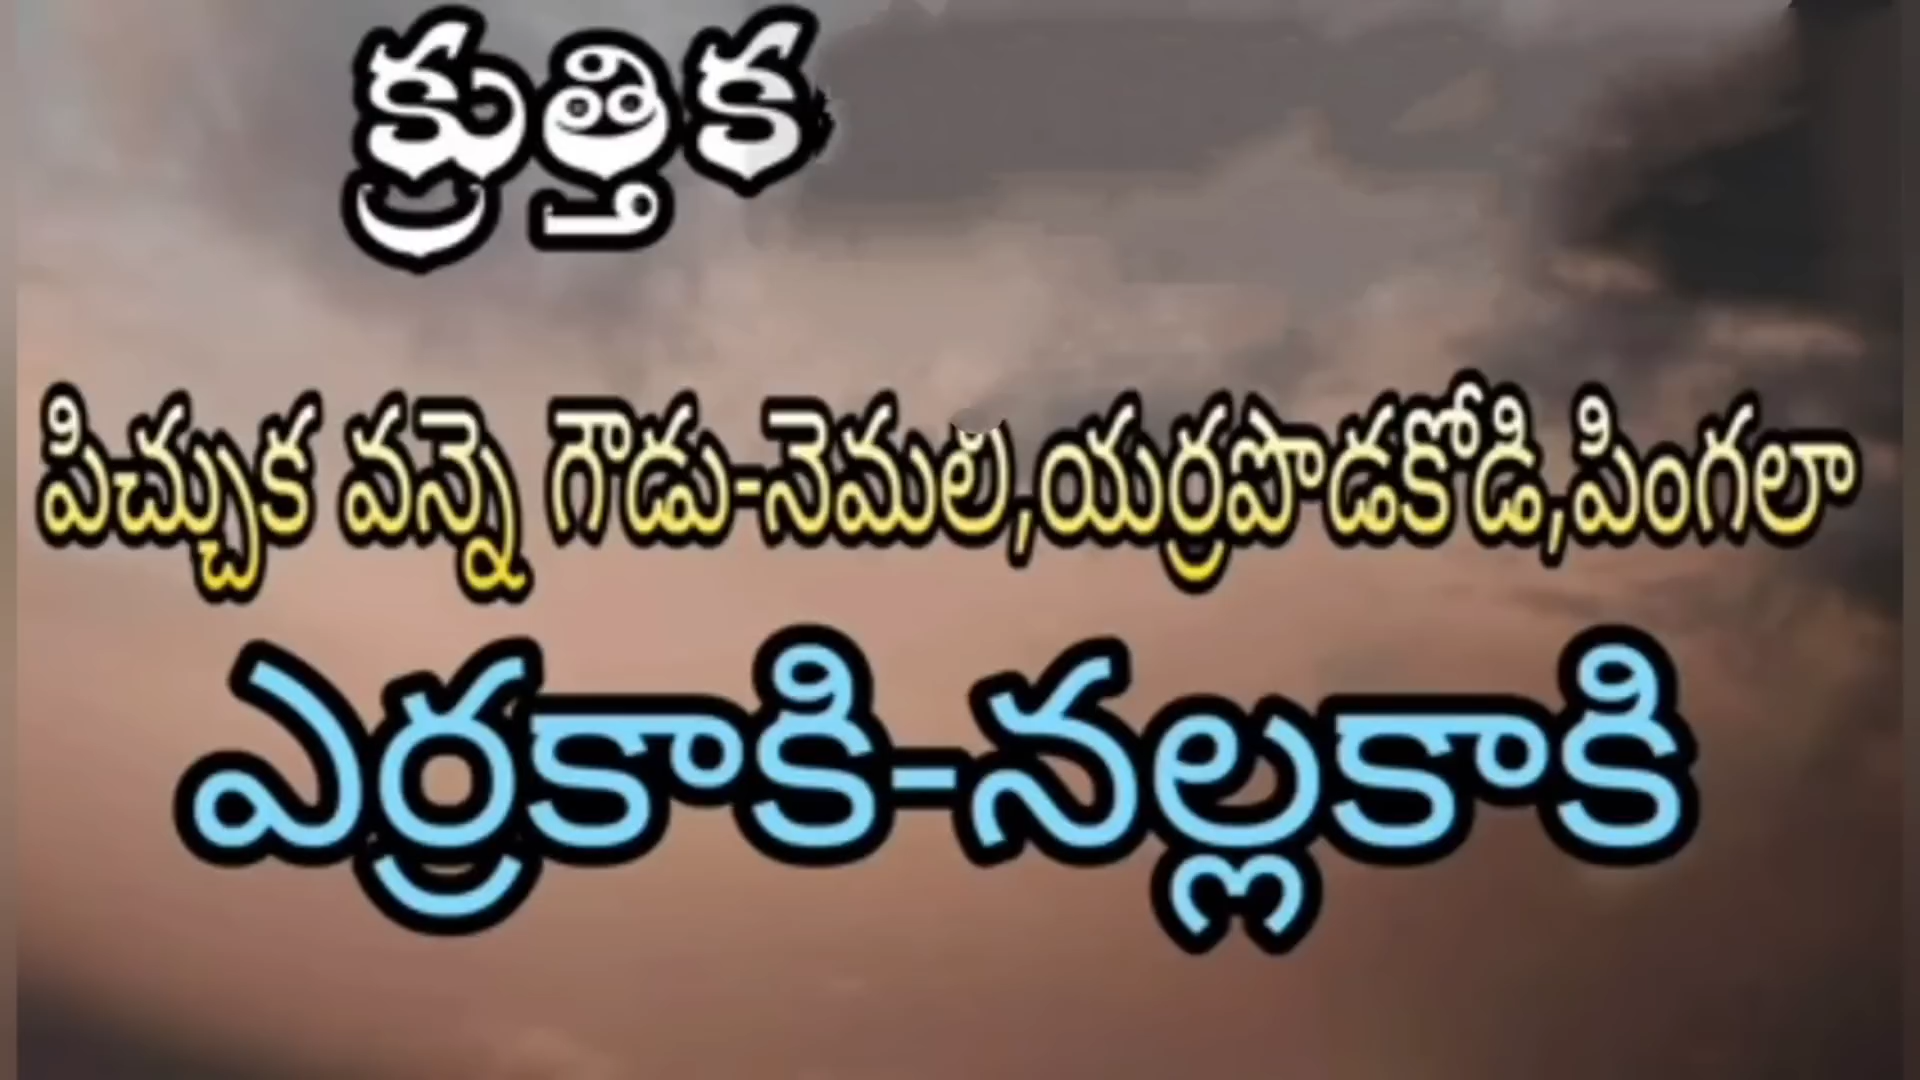 క్రుత్తిక
పిచ్చుక వన్నె గౌడు-నెమలి,యర్రపొడకోడి,పింగలా
ఎర్రకాకి-నల్లకాకి